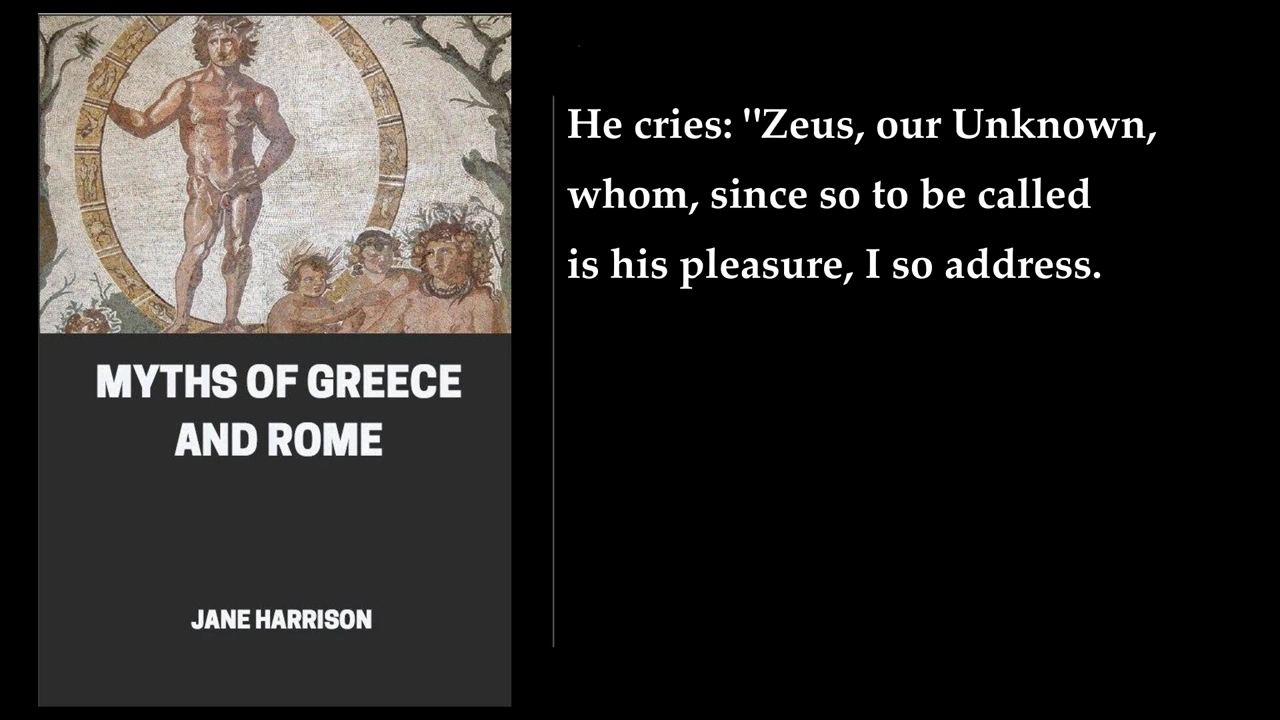 MYTHS OF GREECE
AND ROME
JANE HARRISON
He cries: "Zeus, our Unknown,
whom, since so to be called
is his pleasure, I so address.